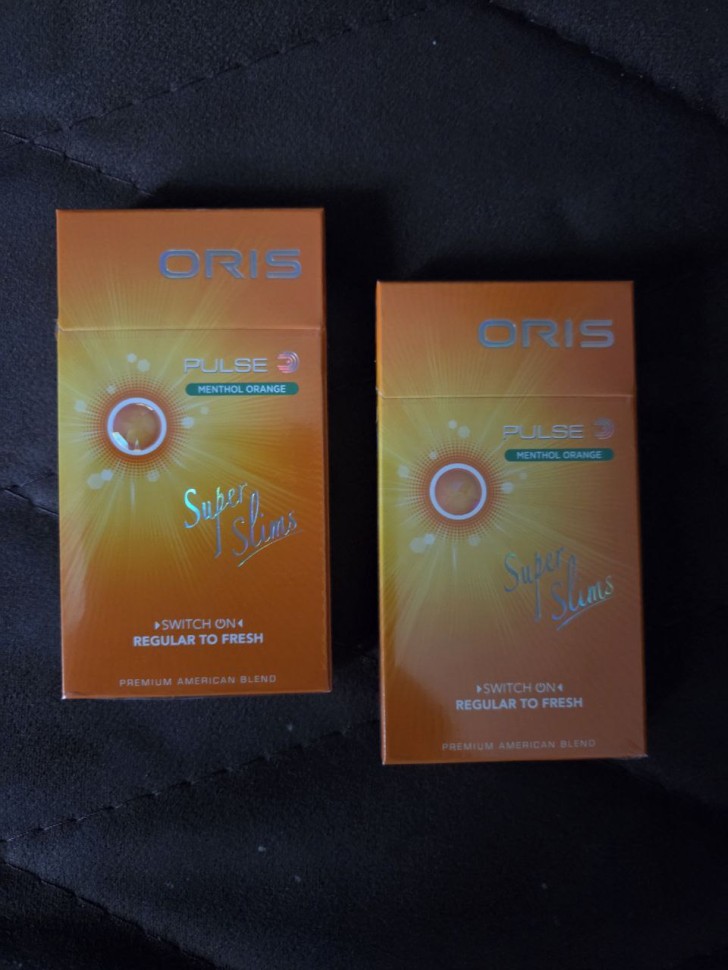 ORIS
PULSE
MENTHOL ORANGE
Super
Slims
SWITCH ON
REGULAR TO FRESH
PREMIUM AMERICAN BLEND
ORIS
PULSE
MENTHOL ORANGE
Super
Slims
SWITCH ON
REGULAR TO FRESH
PREMIUM AMERICAN BLEND